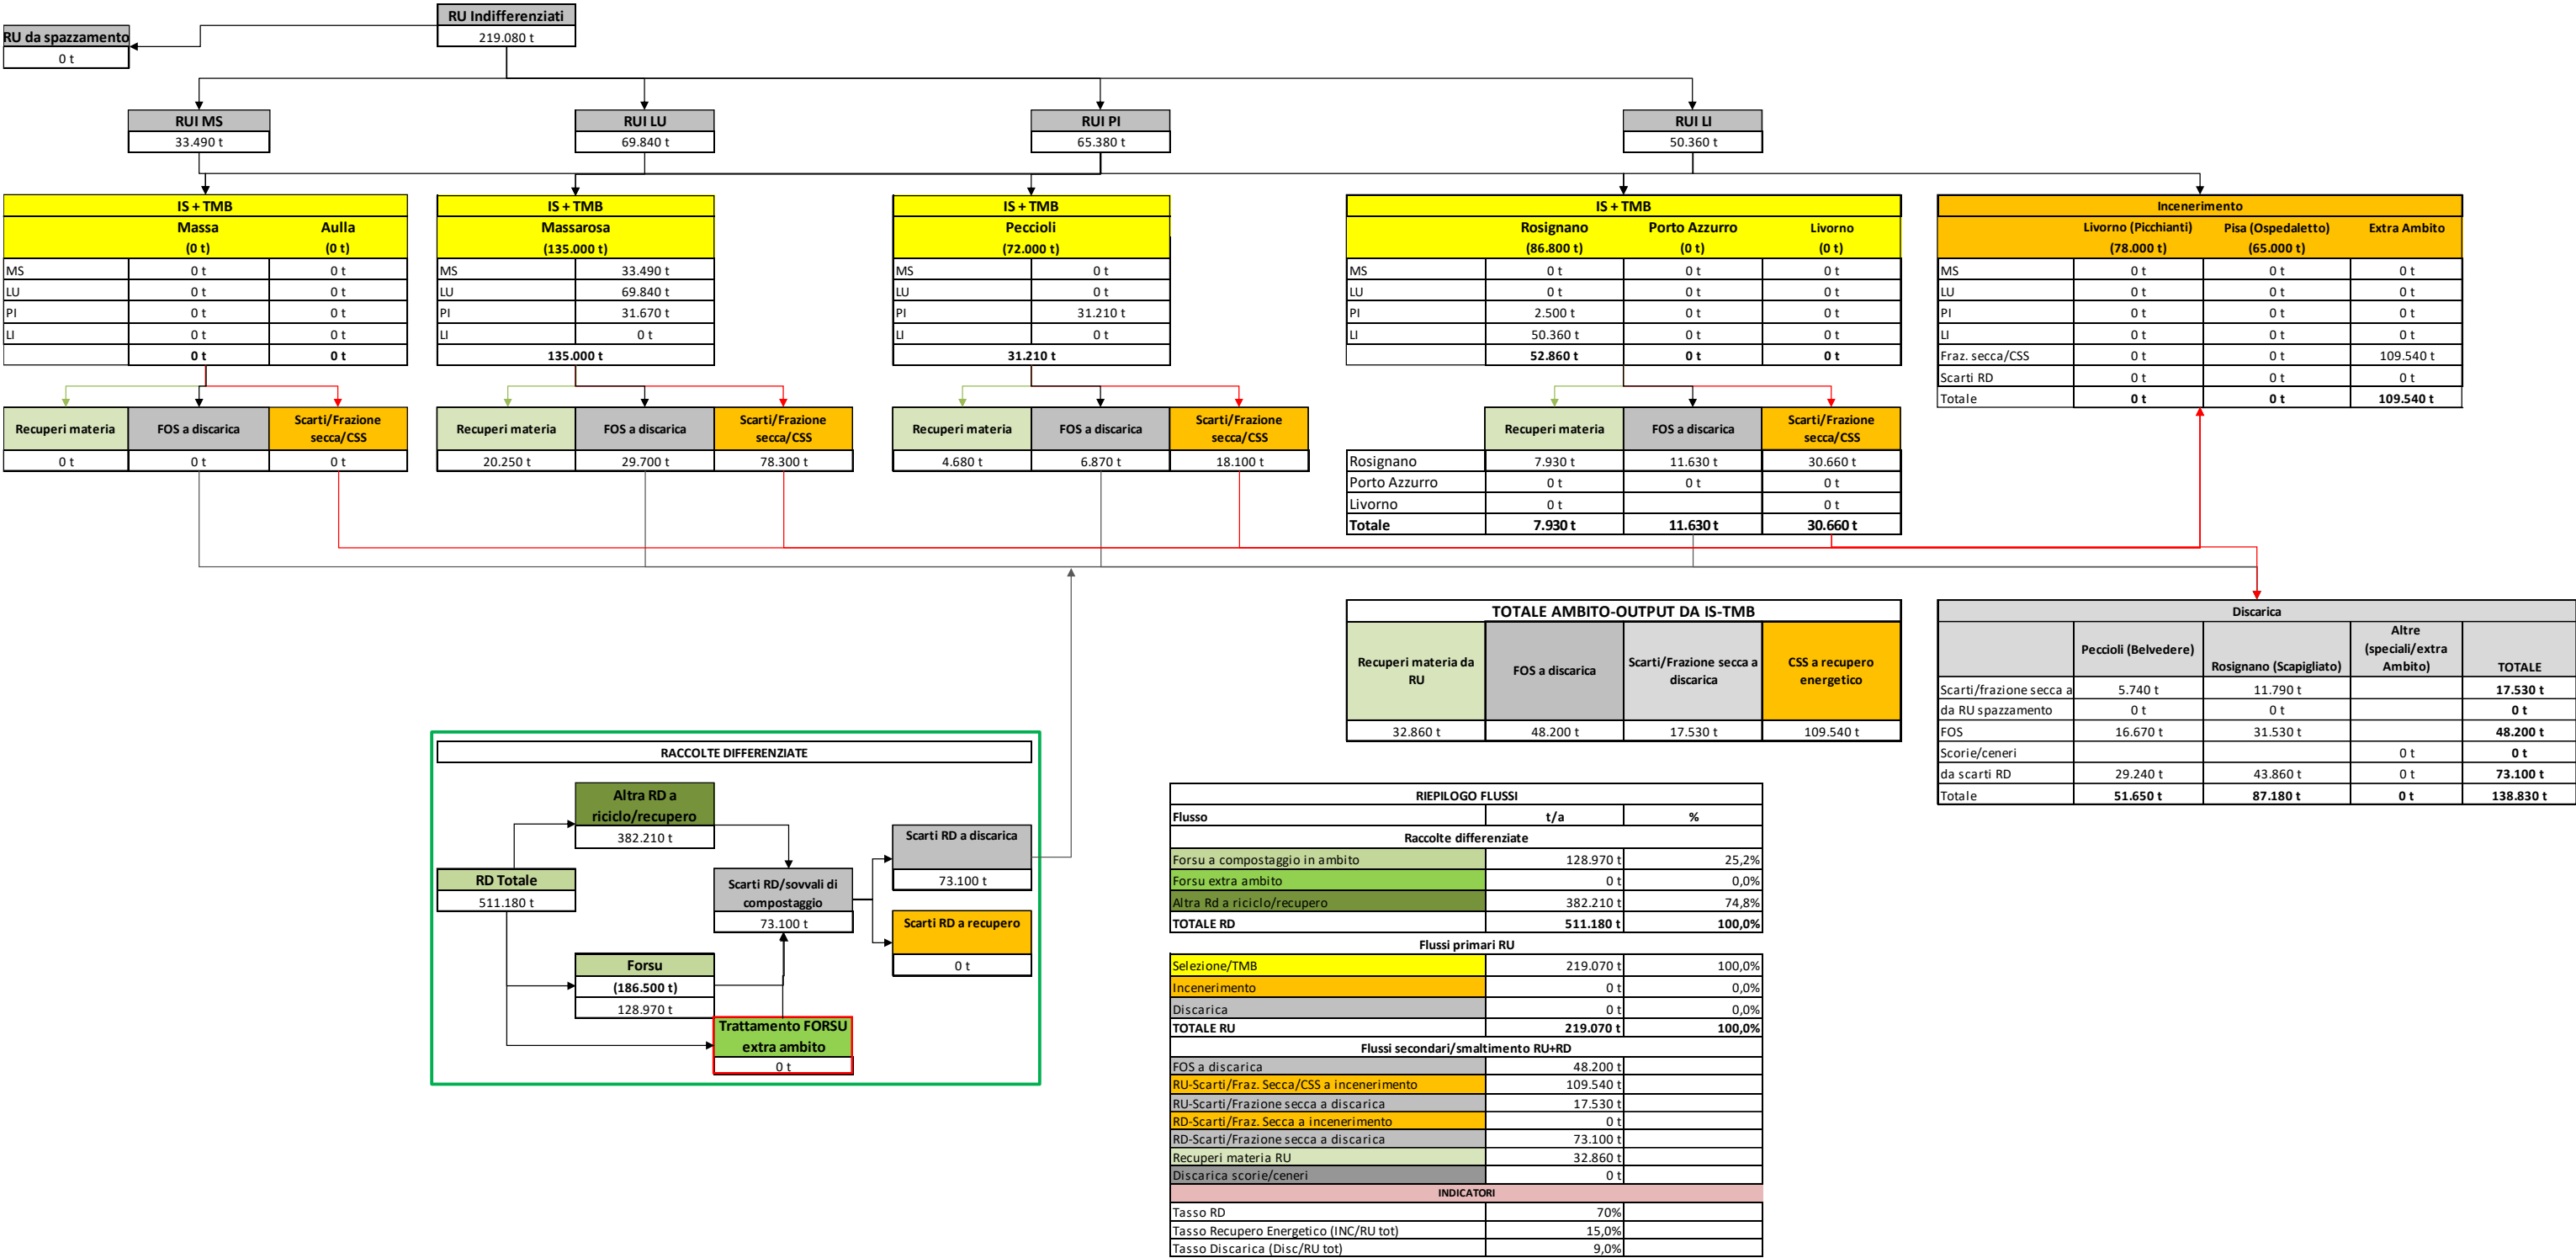 RU Indifferenziati
219.080 t
RU da spazzamento
0 t
RUI MS
33.490 t
RUI LU
69.840 t
RUI PI
65.380 t
RUI LI
50.360 t
IS + TMB
Massa Aulla
(0 t) (0 t)
MS 0 t 0 t
LU 0 t 0 t
PI 0 t 0 t
LI 0 t 0 t
0 t 0 t
Recuperi materia FOS a discarica Scarti/Frazione
secca/CSS
0 t 0 t 0 t
IS + TMB
Massarosa
(135.000 t)
MS 33.490 t
LU 69.840 t
PI 31.670 t
LI 0 t
135.000 t
Recuperi materia FOS a discarica Scarti/Frazione
secca/CSS
20.250 t 29.700 t 78.300 t
IS + TMB
Peccioli
(72.000 t)
MS 0 t
LU 0 t
PI 31.210 t
LI 0 t
31.210 t
Recuperi materia FOS a discarica Scarti/Frazione
secca/CSS
4.680 t 6.870 t 18.100 t
IS + TMB
Rosignano Porto Azzurro Livorno
(86.800 t) (0 t) (0 t)
MS 0 t 0 t 0 t
LU 0 t 0 t 0 t
PI 2.500 t 0 t 0 t
LI 50.360 t 0 t 0 t
52.860 t 0 t 0 t
Recuperi materia FOS a discarica Scarti/Frazione
secca/CSS
Rosignano 7.930 t 11.630 t 30.660 t
Porto Azzurro 0 t 0 t 0 t
Livorno 0 t 0 t
Totale 7.930 t 11.630 t 30.660 t
Incenerimento
Livorno (Picchianti) Pisa (Ospedaletto) Extra Ambito
(78.000 t) (65.000 t)
MS 0 t 0 t 0 t
LU 0 t 0 t 0 t
PI 0 t 0 t 0 t
LI 0 t 0 t 0 t
Fraz. secca/CSS 0 t 0 t 109.540 t
Scarti RD 0 t 0 t 0 t
Totale 0 t 0 t 109.540 t
TOTALE AMBITO-OUTPUT DA IS-TMB
Recuperi materia da
RU
FOS a discarica
Scarti/Frazione secca a
discarica
CSS a recupero
energetico
32.860 t 48.200 t 17.530 t 109.540 t
Discarica
Peccioli (Belvedere)
Rosignano (Scapigliato)
Altre
(speciali/extra
Ambito)
TOTALE
Scarti/frazione secca a 5.740 t 11.790 t 17.530 t
da RU spazzamento 0 t 0 t 0 t
FOS 16.670 t 31.530 t 48.200 t
Scorie/ceneri 0 t 0 t
da scarti RD 29.240 t 43.860 t 0 t 73.100 t
Totale 51.650 t 87.180 t 0 t 138.830 t
RACCOLTE DIFFERENZIATE
Altra RD a
riciclo/recupero
382.210 t
RD Totale
511.180 t
Scarti RD/sovvali di
compostaggio
73.100 t
Scarti RD a discarica
73.100 t
Scarti RD a recupero
0 t
Forsu
(186.500 t)
128.970 t
Trattamento FORSU
extra ambito
0 t
RIEPILOGO FLUSSI
Flusso t/a %
Raccolte differenziate
Forsu a compostaggio in ambito 128.970 t 25,2%
Forsu extra ambito 0 t 0,0%
Altra Rd a riciclo/recupero 382.210 t 74,8%
TOTALE RD 511.180 t 100,0%
Flussi primari RU
Selezione/TMB 219.070 t 100,0%
Incenerimento 0 t 0,0%
Discarica 0 t 0,0%
TOTALE RU 219.070 t 100,0%
Flussi secondari/smaltimento RU+RD
FOS a discarica 48.200 t
RU-Scarti/Fraz. Secca/CSS a incenerimento 109.540 t
RU-Scarti/Frazione secca a discarica 17.530 t
RD-Scarti/Fraz. Secca a incenerimento 0 t
RD-Scarti/Frazione secca a discarica 73.100 t
Recuperi materia RU 32.860 t
Discarica scorie/ceneri 0 t
INDICATORI
Tasso RD 70%
Tasso Recupero Energetico (INC/RU tot) 15,0%
Tasso Discarica (Disc/RU tot) 9,0%